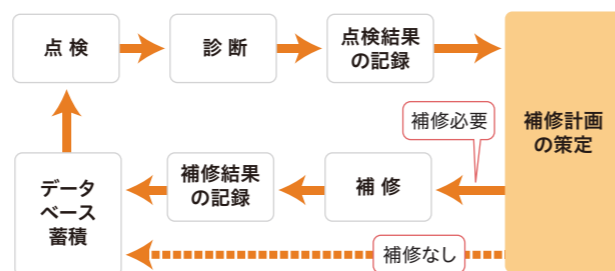 点検
診断
点検結果
の記録
補修計画
の策定
補修必要
補修
補修結果
の記録
データ
ベース
蓄積
補修なし